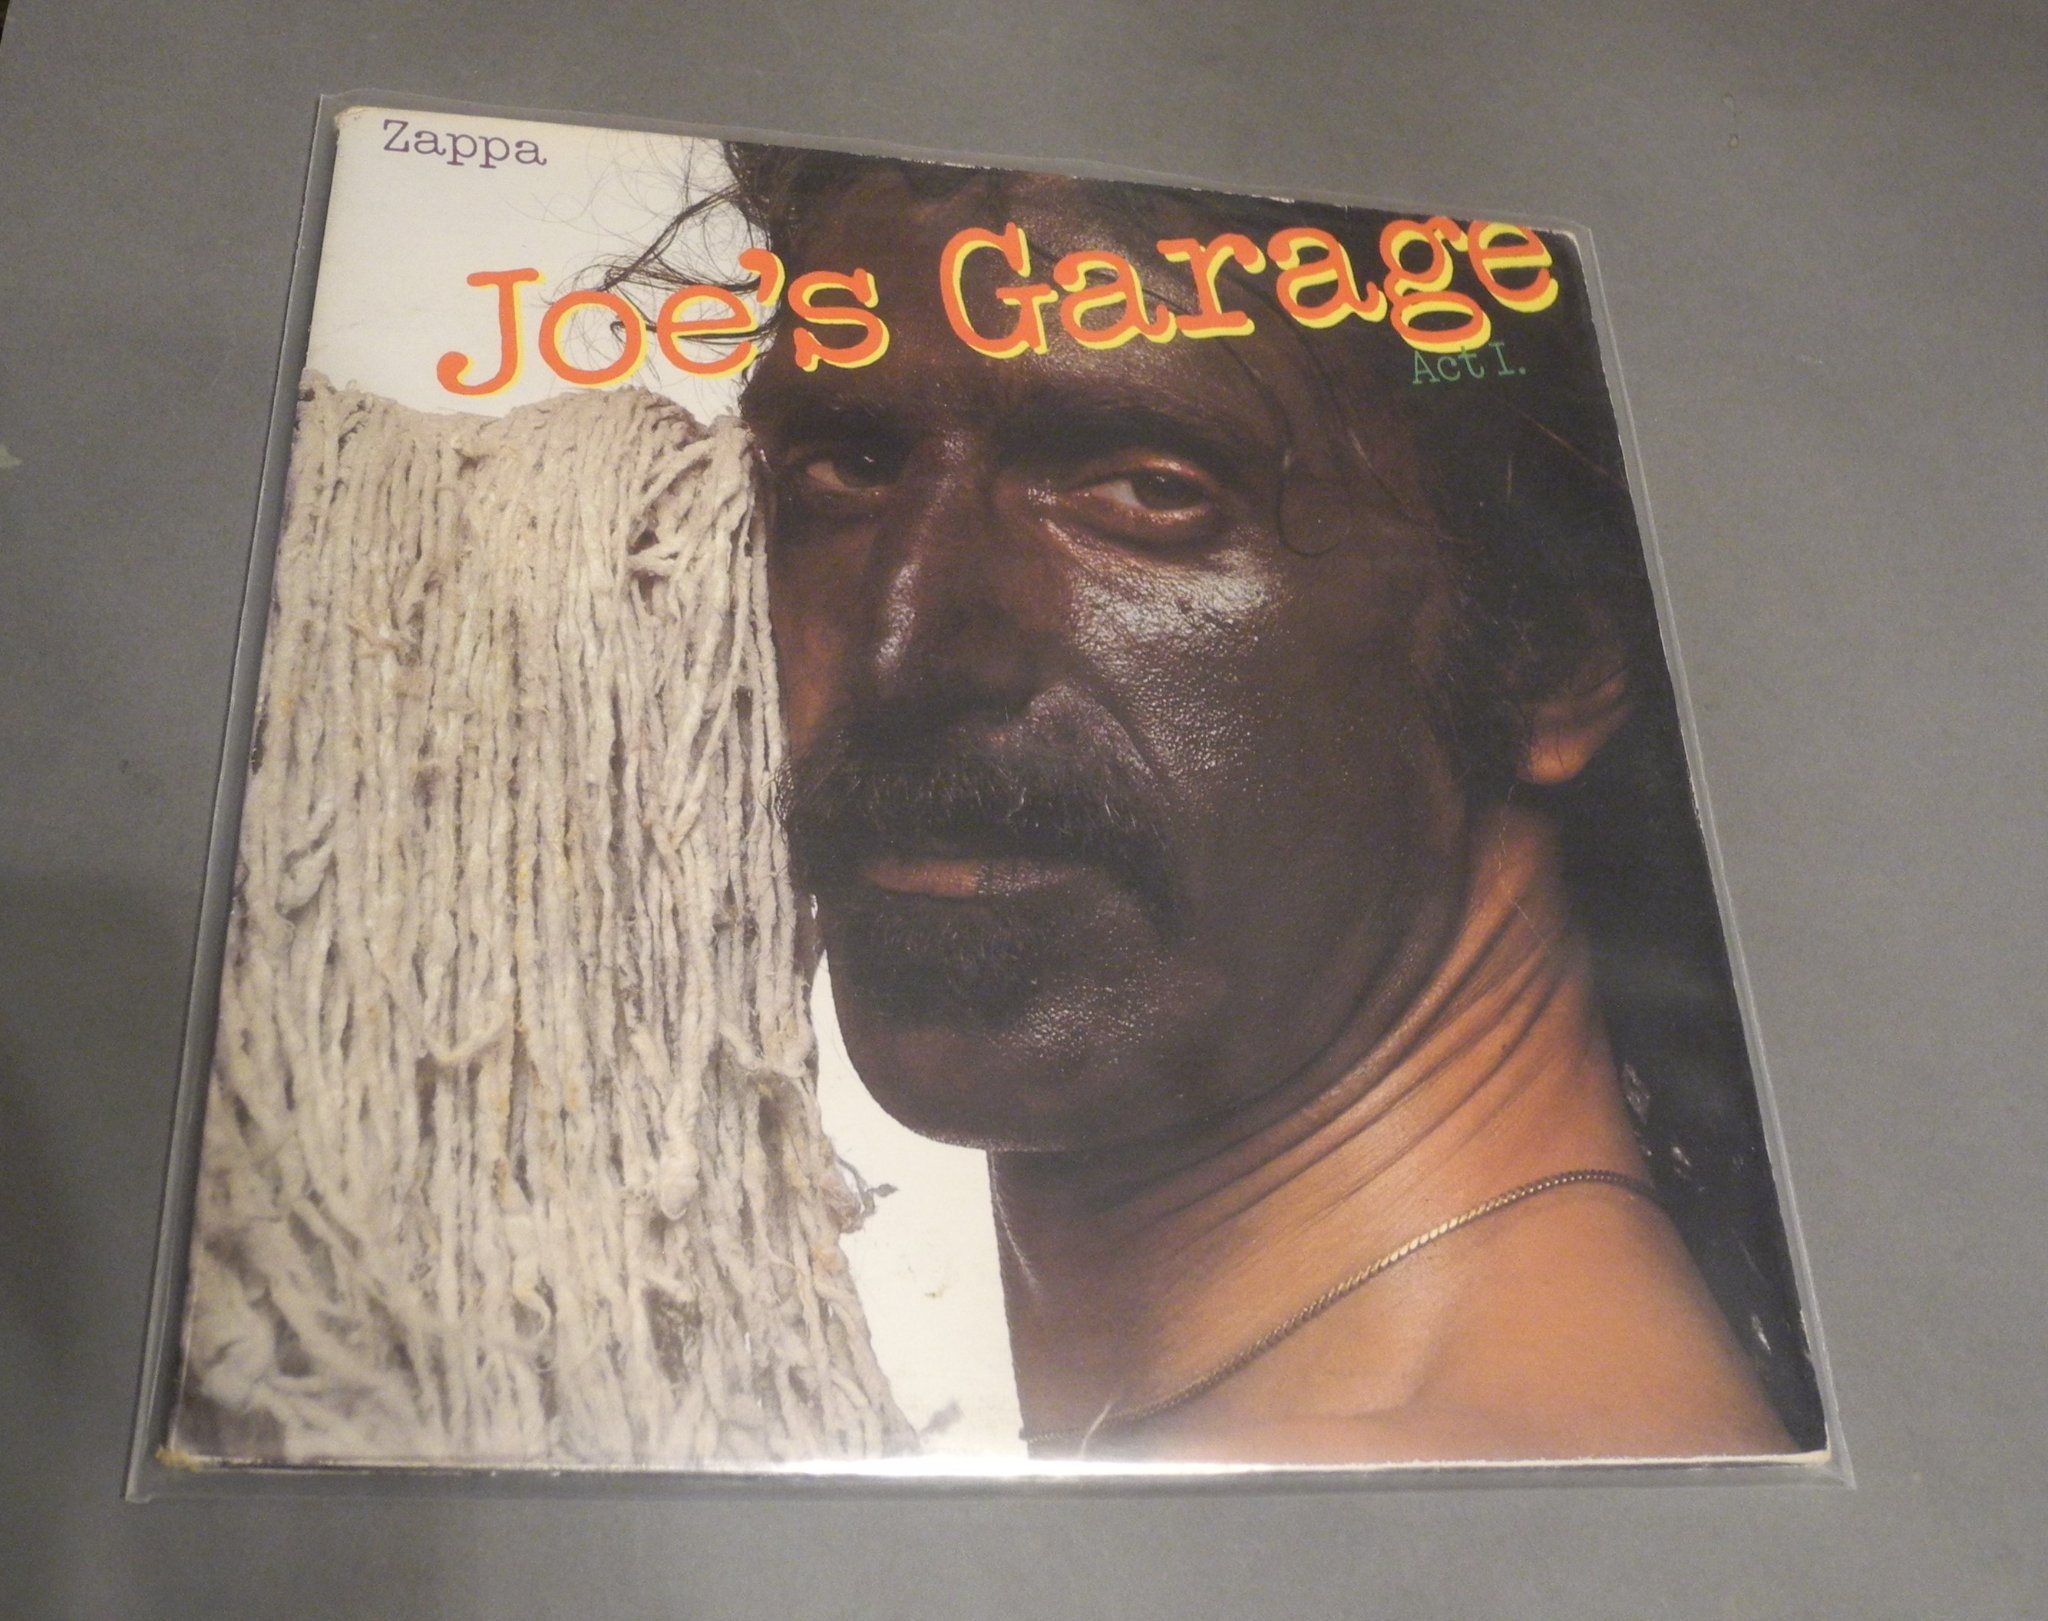 Zappa
Joe's Garage
Act I.